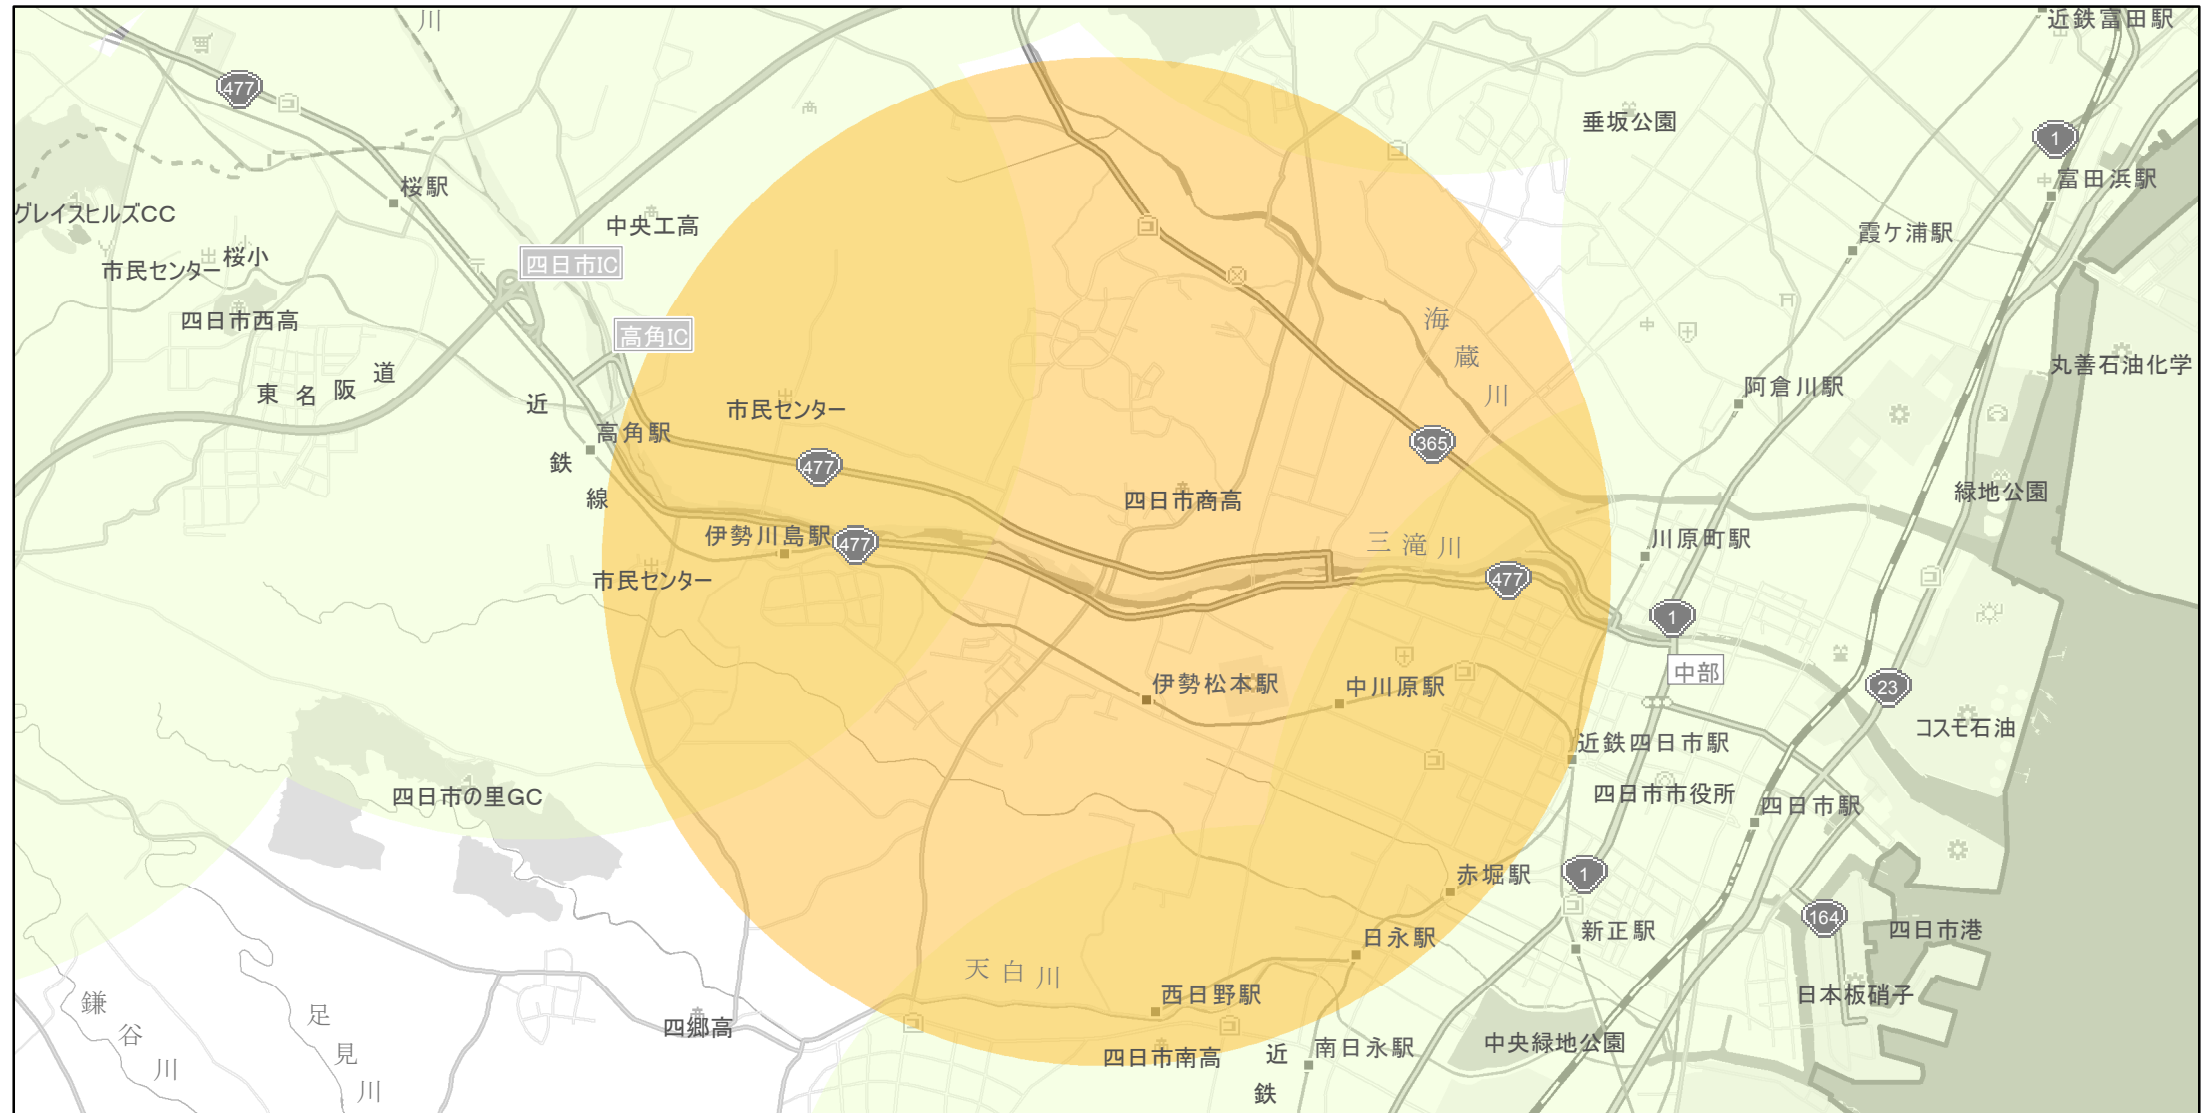 川
近鉄富田駅
477
垂坂公園
1
桜駅
富田浜駅
グレイスヒルズCC
中央工高
霞ケ浦駅
桜小
市民センター
四日市IC
四日市西高
海蔵川
高角IC
丸善石油化学
東名阪道
阿倉川駅
近鉄線
市民センター
高角駅
365
477
四日市商高
緑地公園
伊勢川島駅
477
三滝川
川原町駅
市民センター
477
1
中部
伊勢松本駅
中川原駅
23
コスモ石油
近鉄四日市駅
四日市の里GC
四日市市役所
四日市駅
赤堀駅
1
164
四日市港
新正駅
日永駅
天白川
西日野駅
日本板硝子
鎌谷川
足見川
四郷高
四日市南高
近鉄
南日永駅
中央緑地公園